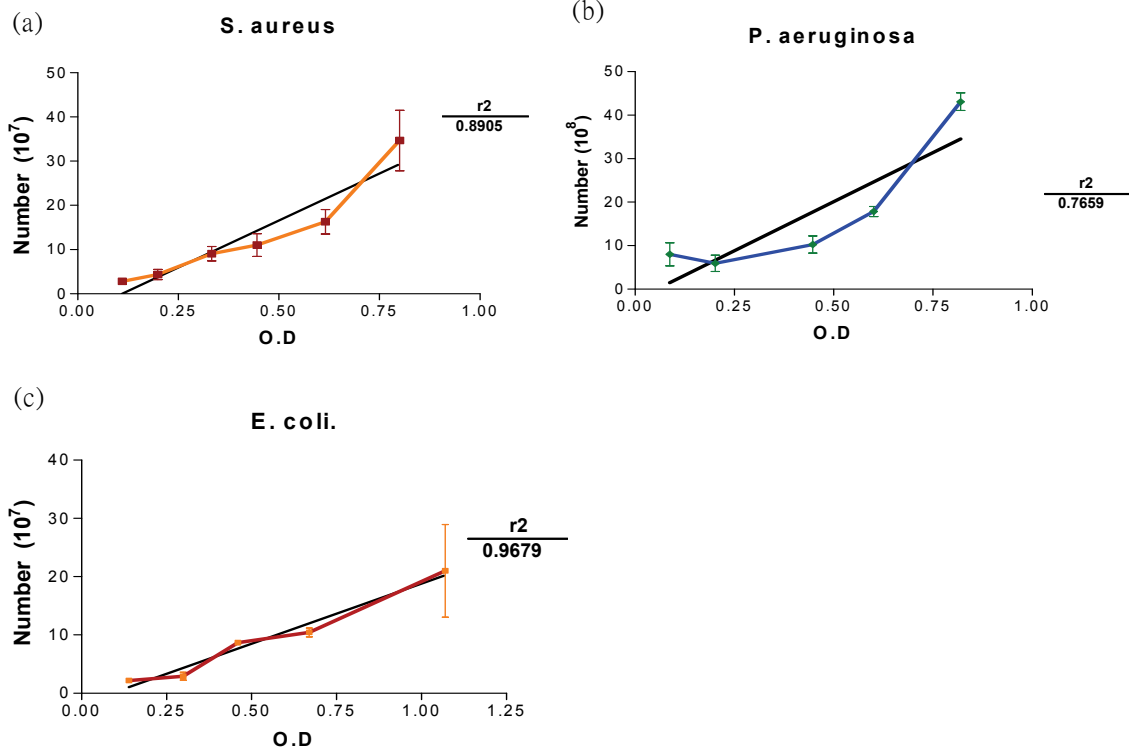 (a)
S. aureus
Number (10⁷)
50
40
30
20
10
0
0.00 0.25 0.50 0.75 1.00
O.D
r2
0.8905
(b)
P. aeruginosa
Number (10⁸)
50
40
30
20
10
0
0.00 0.25 0.50 0.75 1.00
O.D
r2
0.7659
(c)
E. coli.
Number (10⁷)
40
30
20
10
0
0.00 0.25 0.50 0.75 1.00 1.25
O.D
r2
0.9679